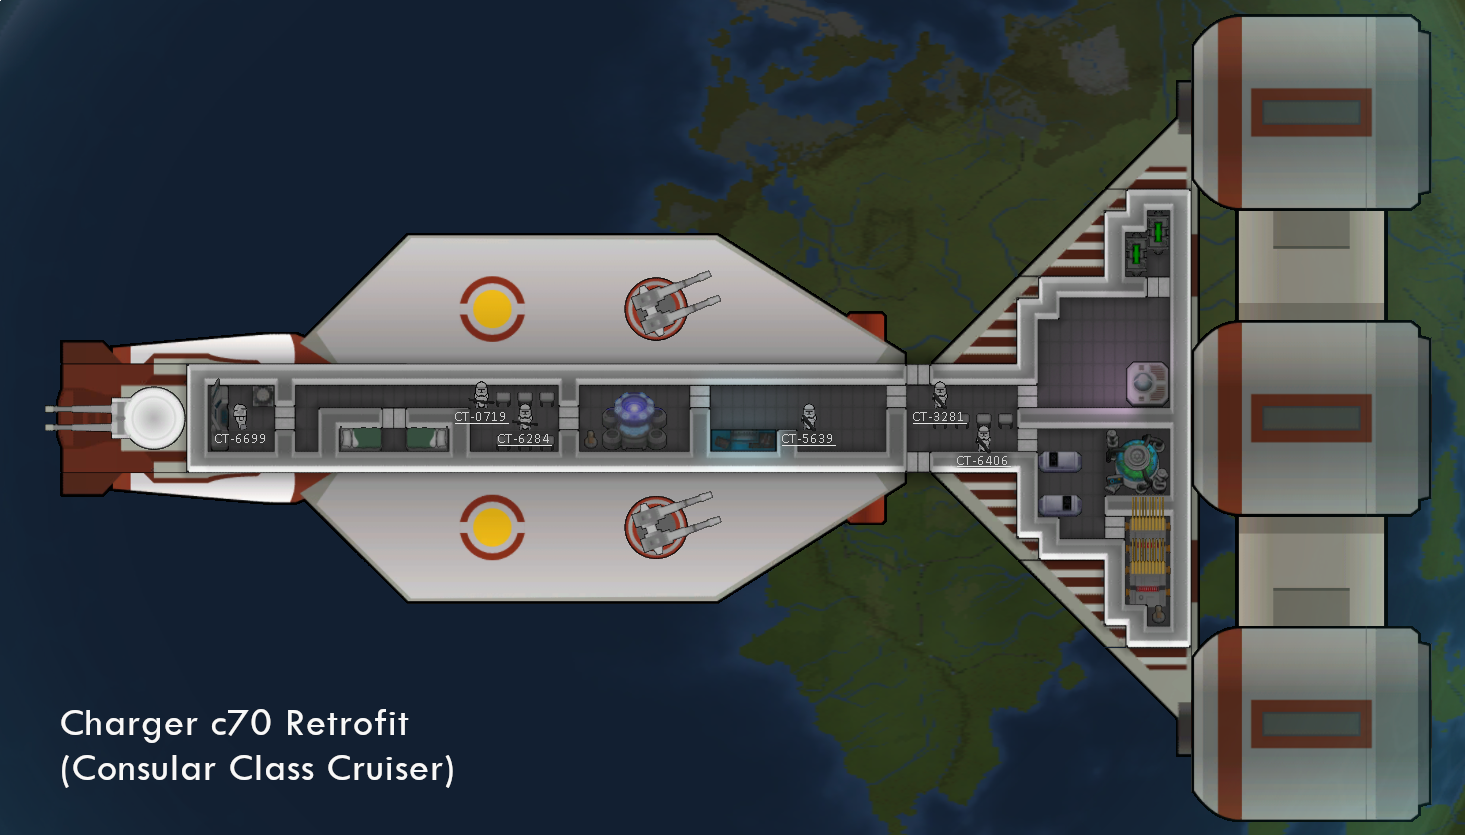 CT-0719
CT-3281
CT-6699
CT-6284
CT-5639
CT-6406
Charger c70 Retrofit
(Consular Class Cruiser)